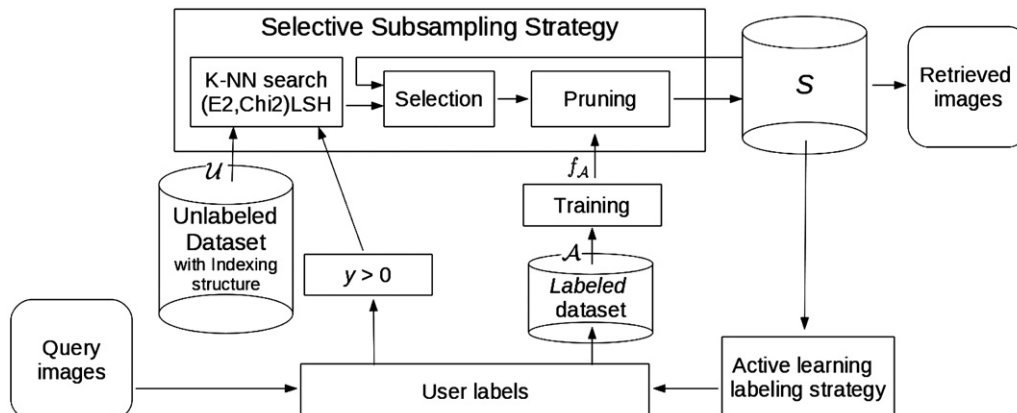 Selective Subsampling Strategy
K-NN search
(E2,Chi2)LSH
Selection
Pruning
S
Retrieved
images
𝒰
f𝒜
Unlabeled
Dataset
with Indexing
structure
Training
y > 0
𝒜
Labeled
dataset
Query
images
User labels
Active learning
labeling strategy